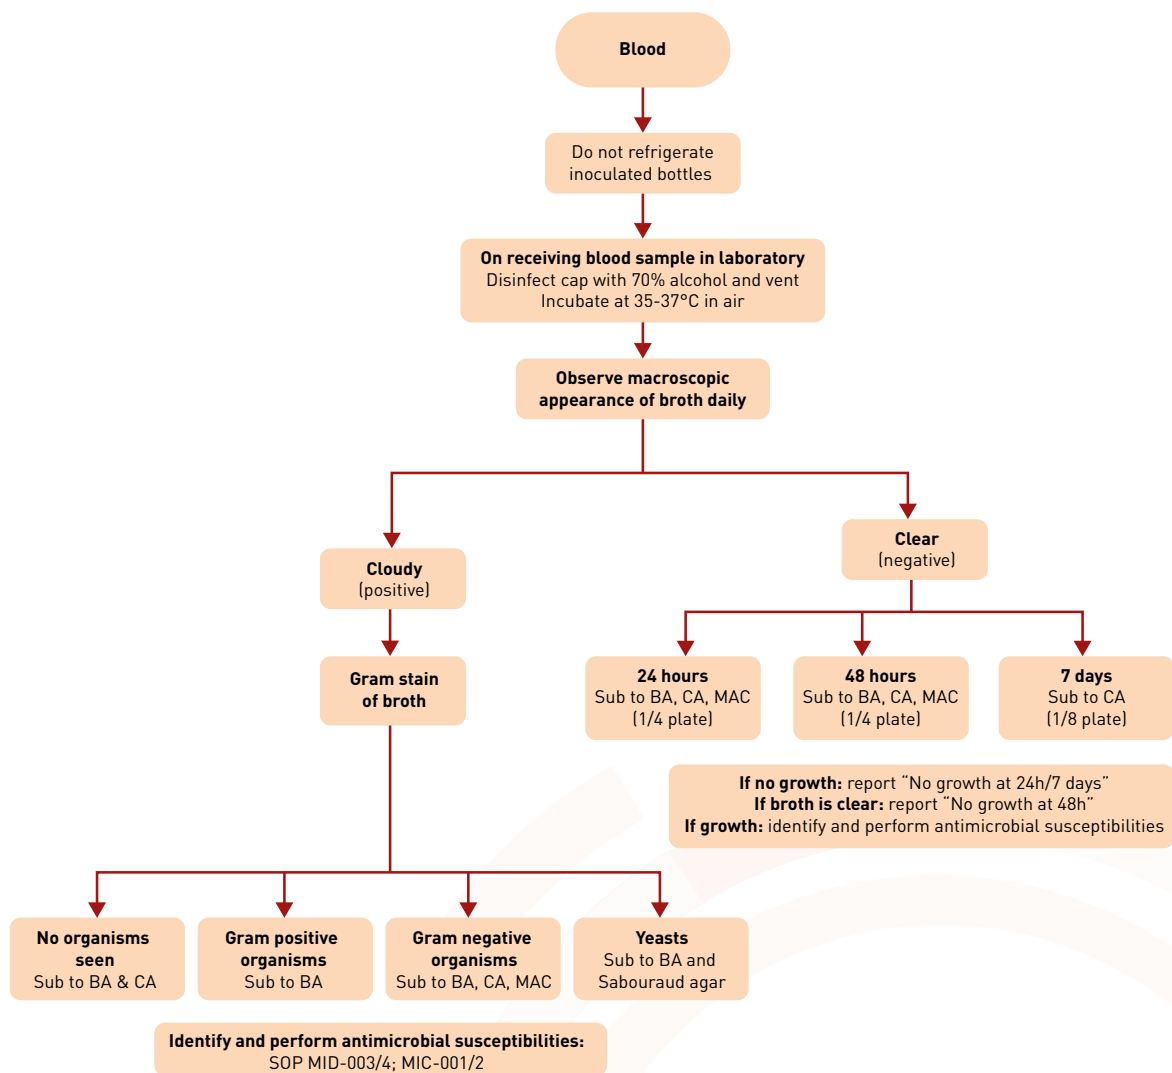 Blood
Do not refrigerate
inoculated bottles
On receiving blood sample in laboratory
Disinfect cap with 70% alcohol and vent
Incubate at 35-37°C in air
Observe macroscopic
appearance of broth daily
Cloudy
(positive)
Clear
(negative)
Gram stain
of broth
24 hours
Sub to BA, CA, MAC
(1/4 plate)
48 hours
Sub to BA, CA, MAC
(1/4 plate)
7 days
Sub to CA
(1/8 plate)
If no growth: report “No growth at 24h/7 days”
If broth is clear: report “No growth at 48h”
If growth: identify and perform antimicrobial susceptibilities
No organisms
seen
Sub to BA & CA
Gram positive
organisms
Sub to BA
Gram negative
organisms
Sub to BA, CA, MAC
Yeasts
Sub to BA and
Sabouraud agar
Identify and perform antimicrobial susceptibilities:
SOP MID-003/4; MIC-001/2